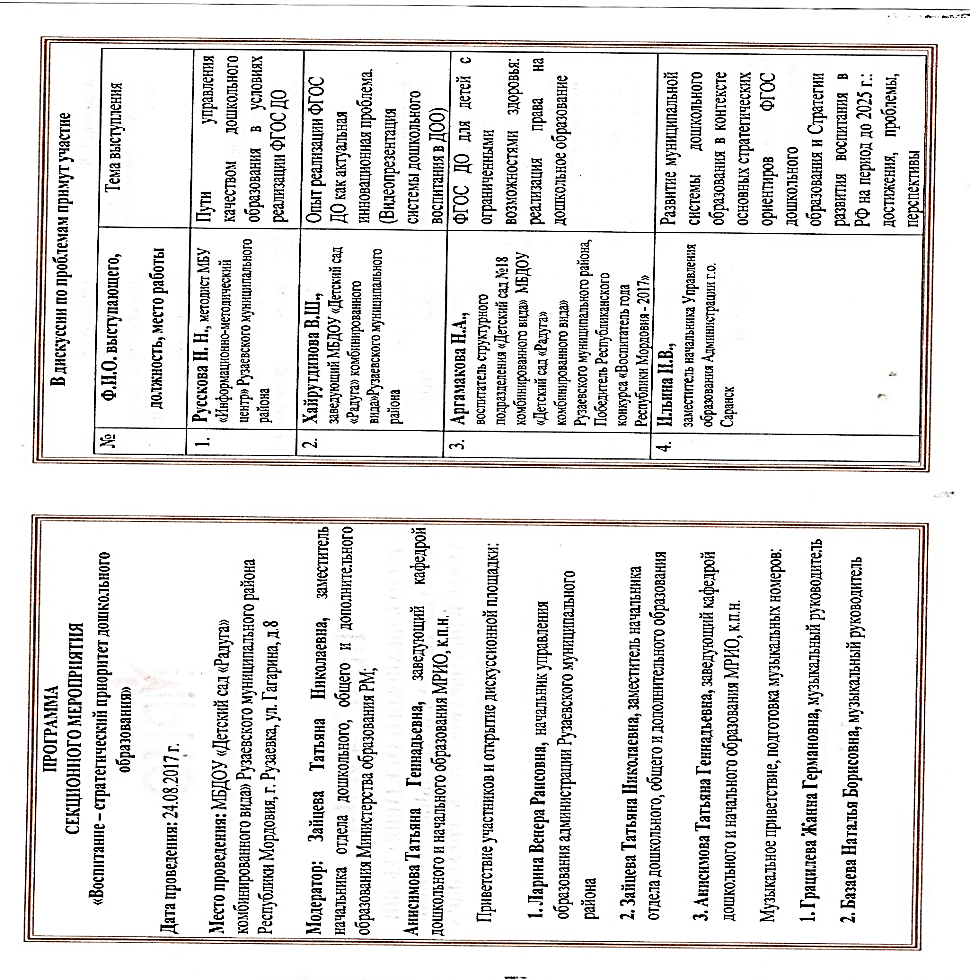 ПРОГРАММА
СЕКЦИОННОГО МЕРОПРИЯТИЯ
«Воспитание – стратегический приоритет дошкольного
образования»
Дата проведения: 24.08.2017 г.
Место проведения: МБДОУ «Детский сад «Радуга»
комбинированного вида» Рузаевского муниципального района
Республики Мордовия, г. Рузаевка, ул. Гагарина, д.8
Модератор: Зайцева Татьяна Николаевна, заместитель
начальника отдела дошкольного, общего и дополнительного
образования Министерства образования РМ;
Анисимова Татьяна Геннадьевна, заведующий кафедрой
дошкольного и начального образования МРИО, к.п.н.
Приветствие участников и открытие дискуссионной площадки:
1. Ларина Венера Раисовна, начальник управления
образования администрации Рузаевского муниципального
района
2. Зайцева Татьяна Николаевна, заместитель начальника
отдела дошкольного, общего и дополнительного образования
3. Анисимова Татьяна Геннадьевна, заведующий кафедрой
дошкольного и начального образования МРИО, к.п.н.
Музыкальное приветствие, подготовка музыкальных номеров:
1. Грацилева Жанна Германовна, музыкальный руководитель
2. Базаева Наталья Борисовна, музыкальный руководитель
В дискуссии по проблемам примут участие
№
Ф.И.О. выступающего,
должность, место работы
Тема выступления
1.
Русскова Н. Н., методист МБУ
«Информационно-методический
центр» Рузаевского муниципального
района
Пути управления
качеством дошкольного
образования в условиях
реализации ФГОС ДО
2.
Хайрутдинова В.Ш.,
заведующий МБДОУ «Детский сад
«Радуга» комбинированного
вида»Рузаевского муниципального
района
Опыт реализации ФГОС
ДО как актуальная
инновационная проблема.
(Видеопрезентация
системы дошкольного
воспитания в ДОО)
3.
Аргамакова Н.А.,
воспитатель структурного
подразделения «Детский сад №18
комбинированного вида» МБДОУ
«Детский сад «Радуга»
комбинированного вида»
Рузаевского муниципального района,
Победитель Республиканского
конкурса «Воспитатель года
Республики Мордовия - 2017»
ФГОС ДО для детей с
ограниченными
возможностями здоровья:
реализация права на
дошкольное образование
4.
Ильина И.В.,
заместитель начальника Управления
образования Администрации г.о.
Саранск
Развитие муниципальной
системы дошкольного
образования в контексте
основных стратегических
ориентиров ФГОС
дошкольного
образования и Стратегии
развития воспитания в
РФ на период до 2025 г.:
достижения, проблемы,
перспективы